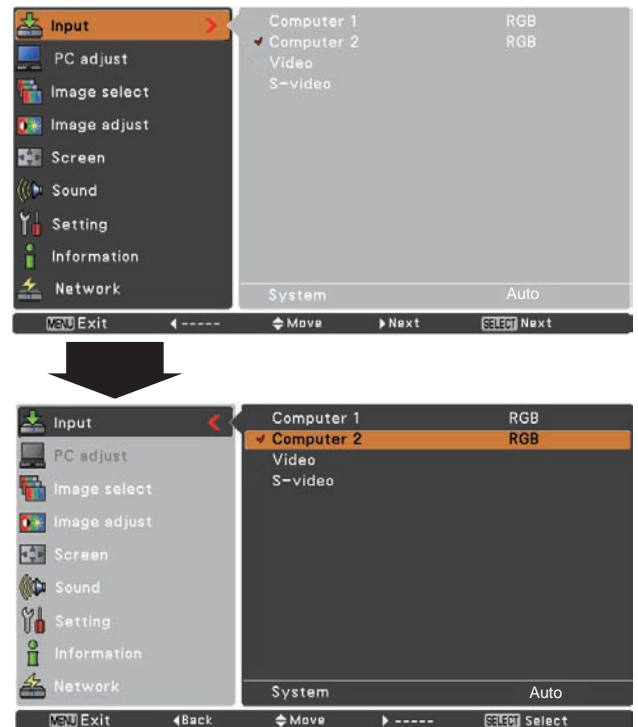 Input Computer 1 RGB
Computer 2 RGB
PC adjust Video
Image select S-video
Image adjust
Screen
Sound
Setting
Information
Network System Auto
MENU Exit ◀----- ◆Move ▶Next SELECT Next
Input Computer 1 RGB
Computer 2 RGB
PC adjust Video
Image select S-video
Image adjust
Screen
Sound
Setting
Information
Network System Auto
MENU Exit ◀Back ◆Move ▶----- SELECT Select